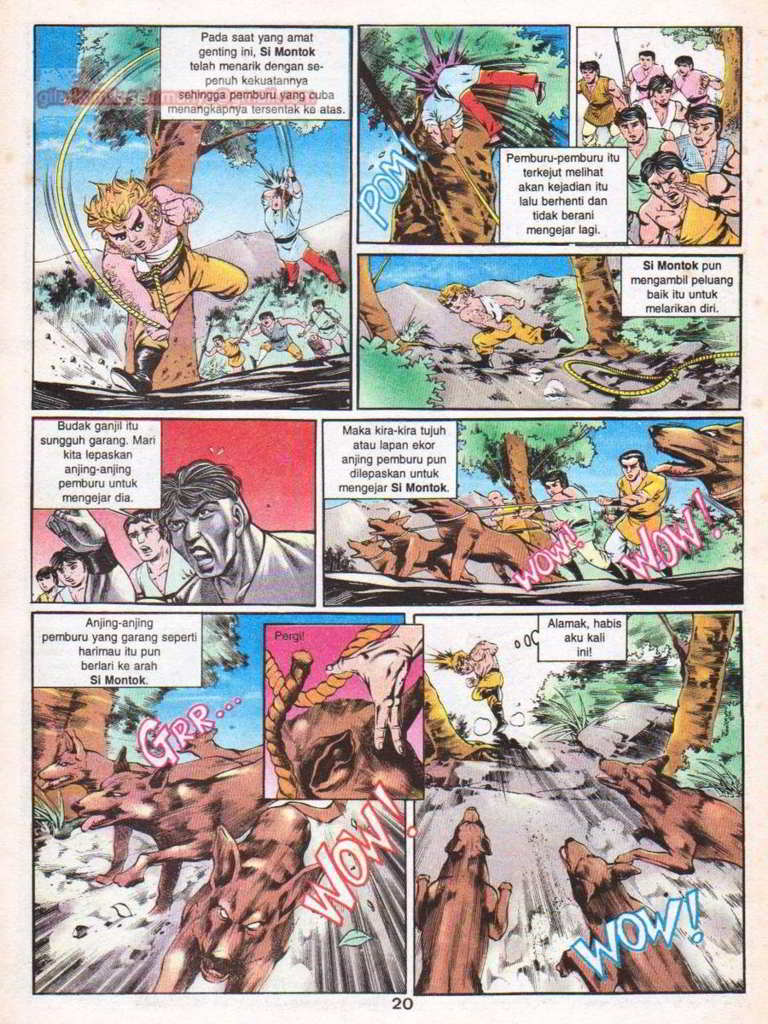 Pada saat yang amat
genting ini, Si Montok
telah menarik dengan se-
penuh kekuatannya
sehingga pemburu yang cuba
menangkapnya tersentak ke atas.
POM!
Pemburu-pemburu itu
terkejut melihat
akan kejadian itu
lalu berhenti dan
tidak berani
mengejar lagi.
Si Montok pun
mengambil peluang
baik itu untuk
melarikan diri.
Budak ganjil itu
sungguh garang. Mari
kita lepaskan
anjing-anjing
pemburu untuk
mengejar dia.
Maka kira-kira tujuh
atau lapan ekor
anjing pemburu pun
dilepaskan untuk
mengejar Si Montok.
WOW!
WOW!
Anjing-anjing
pemburu yang garang seperti
harimau itu pun
berlari ke arah
Si Montok.
GRR...
Pergi!
WOW!
Alamak, habis
aku kali
ini!
WOW!
20